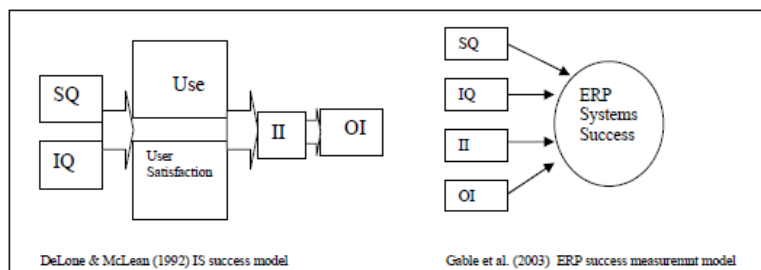 SQ
IQ
Use
User
Satisfaction
II
OI
DeLone & McLean (1992) IS success model
SQ
IQ
II
OI
ERP
Systems
Success
Gable et al. (2003) ERP success measuremnt model